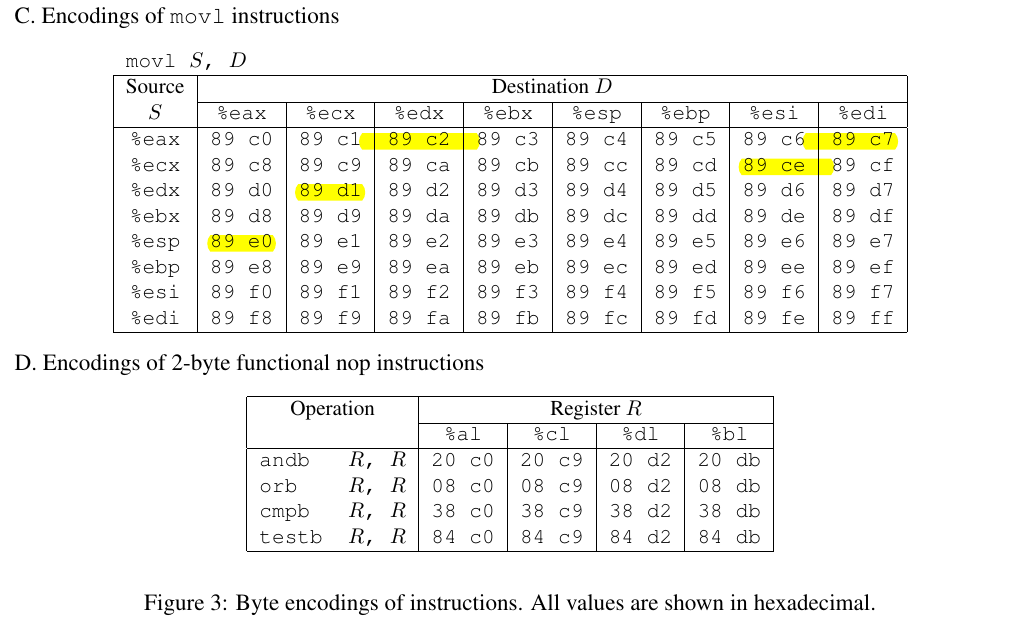 C. Encodings of movl instructions
movl S, D
Source Destination D
S %eax %ecx %edx %ebx %esp %ebp %esi %edi
%eax 89 c0 89 c1 89 c2 89 c3 89 c4 89 c5 89 c6 89 c7
%ecx 89 c8 89 c9 89 ca 89 cb 89 cc 89 cd 89 ce 89 cf
%edx 89 d0 89 d1 89 d2 89 d3 89 d4 89 d5 89 d6 89 d7
%ebx 89 d8 89 d9 89 da 89 db 89 dc 89 dd 89 de 89 df
%esp 89 e0 89 e1 89 e2 89 e3 89 e4 89 e5 89 e6 89 e7
%ebp 89 e8 89 e9 89 ea 89 eb 89 ec 89 ed 89 ee 89 ef
%esi 89 f0 89 f1 89 f2 89 f3 89 f4 89 f5 89 f6 89 f7
%edi 89 f8 89 f9 89 fa 89 fb 89 fc 89 fd 89 fe 89 ff
D. Encodings of 2-byte functional nop instructions
Operation Register R
%al %cl %dl %bl
andb R, R 20 c0 20 c9 20 d2 20 db
orb R, R 08 c0 08 c9 08 d2 08 db
cmpb R, R 38 c0 38 c9 38 d2 38 db
testb R, R 84 c0 84 c9 84 d2 84 db
Figure 3: Byte encodings of instructions. All values are shown in hexadecimal.